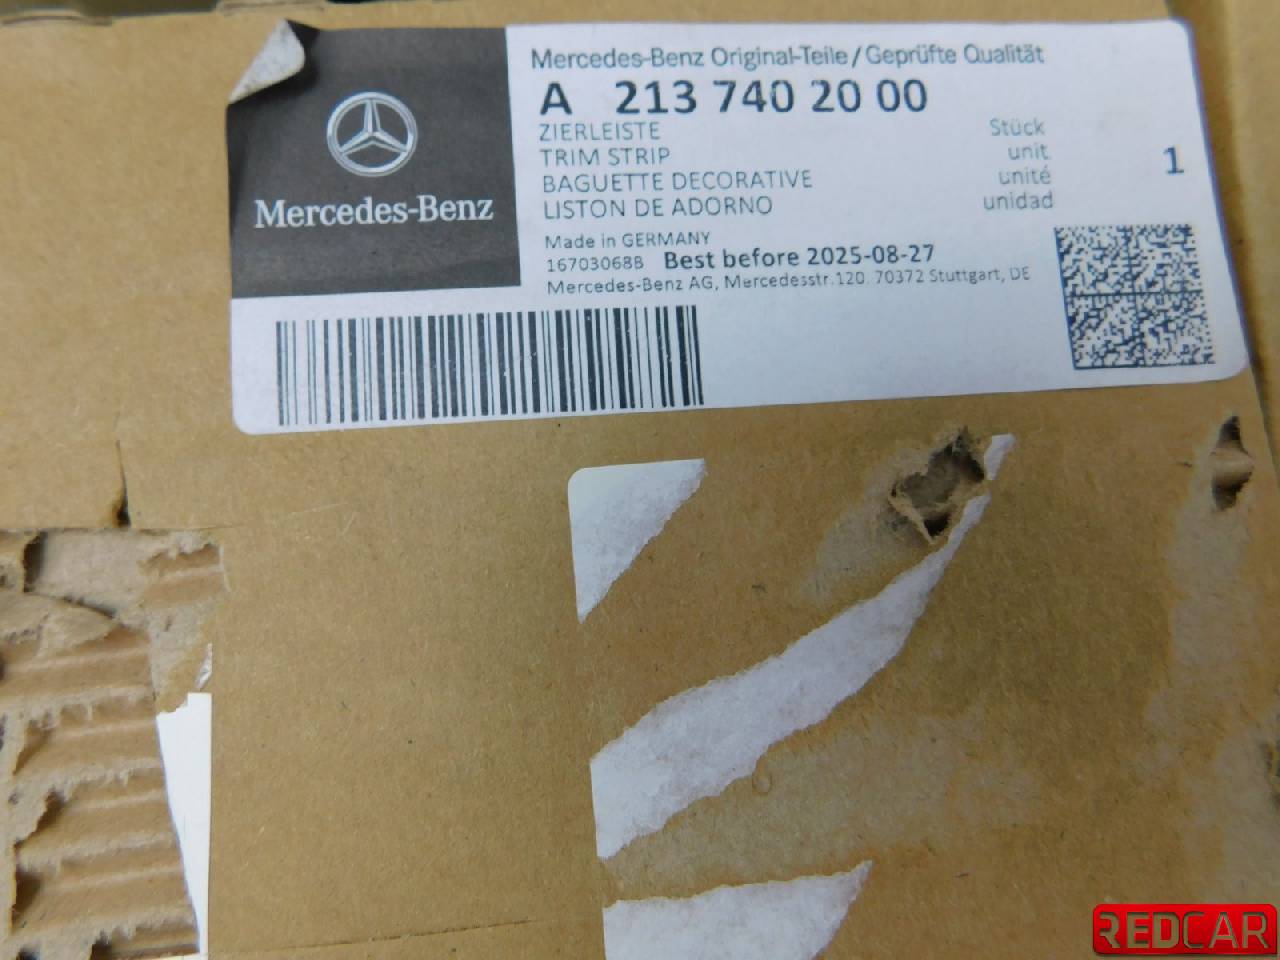 Mercedes-Benz
Mercedes-Benz Original-Teile/Geprüfte Qualität
A 213 740 20 00
ZIERLEISTE Stück
TRIM STRIP unit
BAGUETTE DECORATIVE unité
LISTON DE ADORNO unidad
1
Made in GERMANY
167030688 Best before 2025-08-27
Mercedes-Benz AG, Mercedesstr.120. 70372 Stuttgart, DE
REDCAR